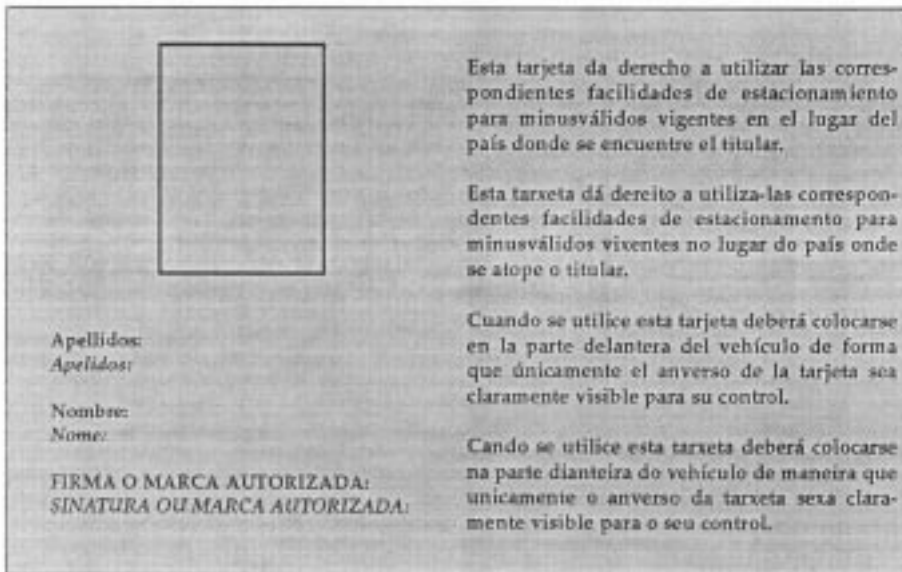 Apellidos:
Apelidos:
Nombre:
Nome:
FIRMA O MARCA AUTORIZADA:
SINATURA OU MARCA AUTORIZADA:
Esta tarjeta da derecho a utilizar las corres-
pondientes facilidades de estacionamiento
para minusválidos vigentes en el lugar del
país donde se encuentre el titular.
Esta tarxeta dá dereito a utiliza-las correspon-
dentes facilidades de estacionamento para
minusválidos vixentes no lugar do país onde
se atope o titular.
Cuando se utilice esta tarjeta deberá colocarse
en la parte delantera del vehículo de forma
que únicamente el anverso de la tarjeta sea
claramente visible para su control.
Cando se utilice esta tarxeta deberá colocarse
na parte dianteira do vehículo de maneira que
unicamente o anverso da tarxeta sexa clara-
mente visible para o seu control.